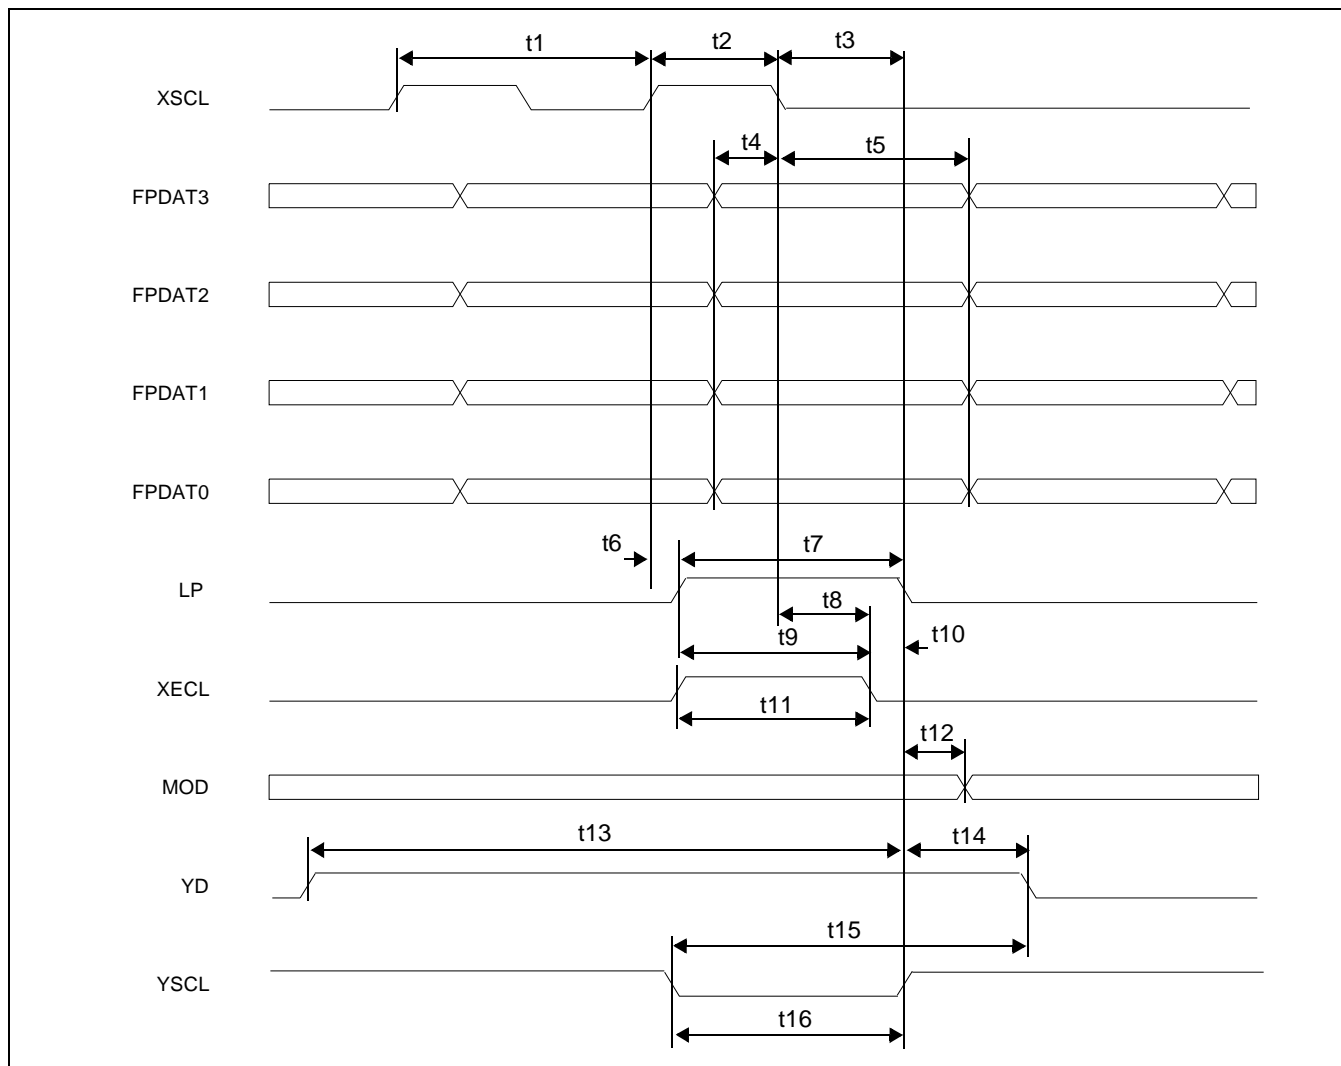 t1
t2
t3
XSCL
t4
t5
FPDAT3
FPDAT2
FPDAT1
FPDAT0
t6
t7
LP
t8
t9
t10
XECL
t11
t12
MOD
t13
t14
YD
t15
YSCL
t16